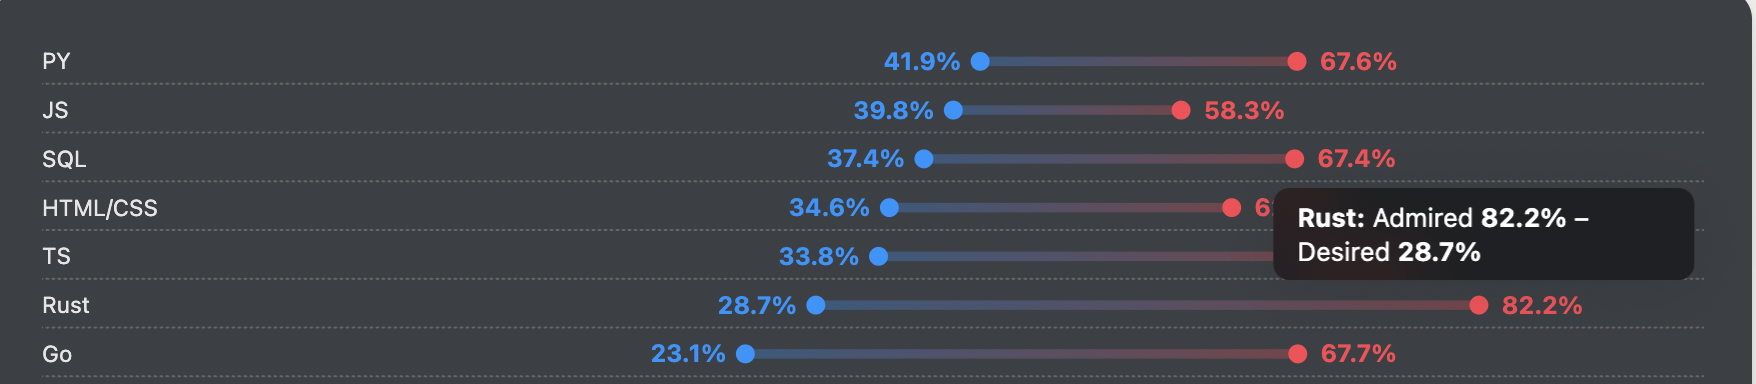 PY 41.9% 67.6%
JS 39.8% 58.3%
SQL 37.4% 67.4%
HTML/CSS 34.6%
Rust: Admired 82.2% –
Desired 28.7%
TS 33.8%
Rust 28.7% 82.2%
Go 23.1% 67.7%